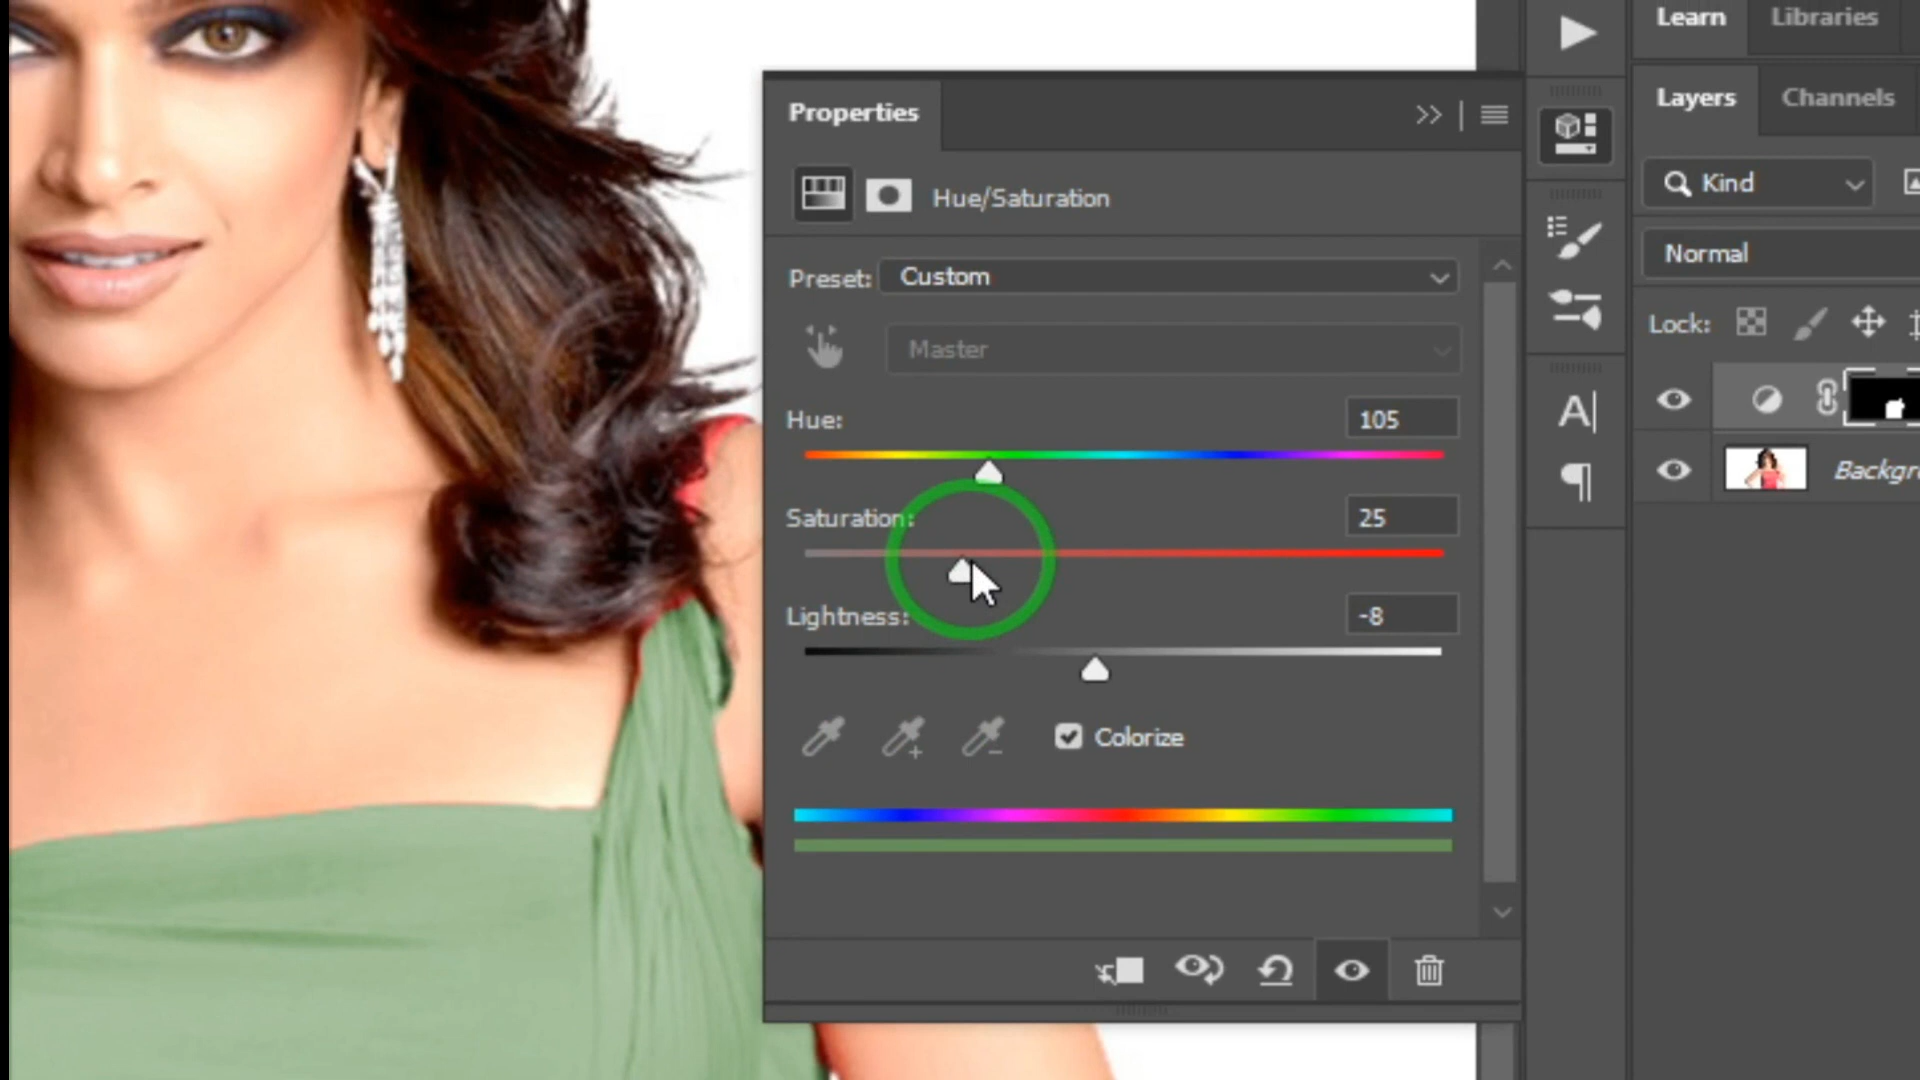 Learn Libraries
Properties
Layers Channels
Hue/Saturation
Kind
Preset: Custom
Normal
Master
Lock:
Hue: 105
Saturation: 25
Lightness: -8
Colorize